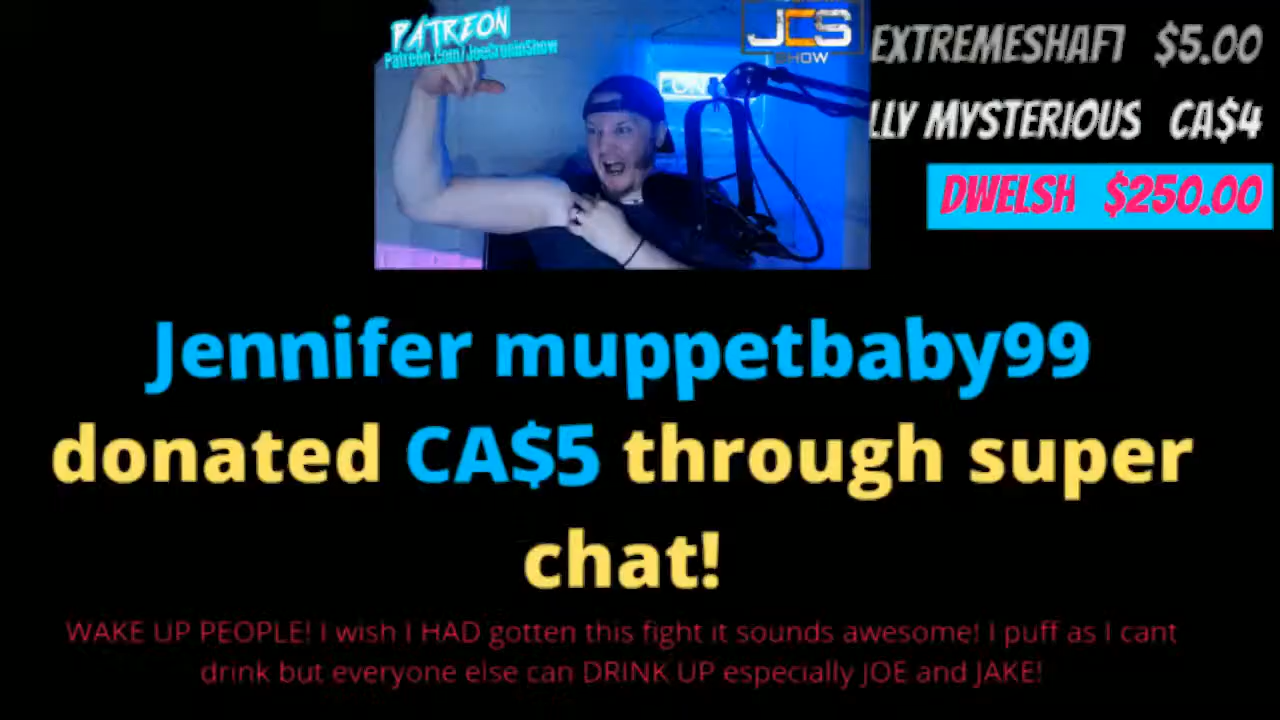 PATREON
Patreon.Com/JoeCroninShow
JCS
SHOW
ON
EXTREMESHAFT $5.00
LLY MYSTERIOUS CA$4
DWELSH $250.00
Jennifer muppetbaby99
donated CA$5 through super
chat!
WAKE UP PEOPLE! I wish I HAD gotten this fight it sounds awesome! I puff as I cant
drink but everyone else can DRINK UP especially JOE and JAKE!